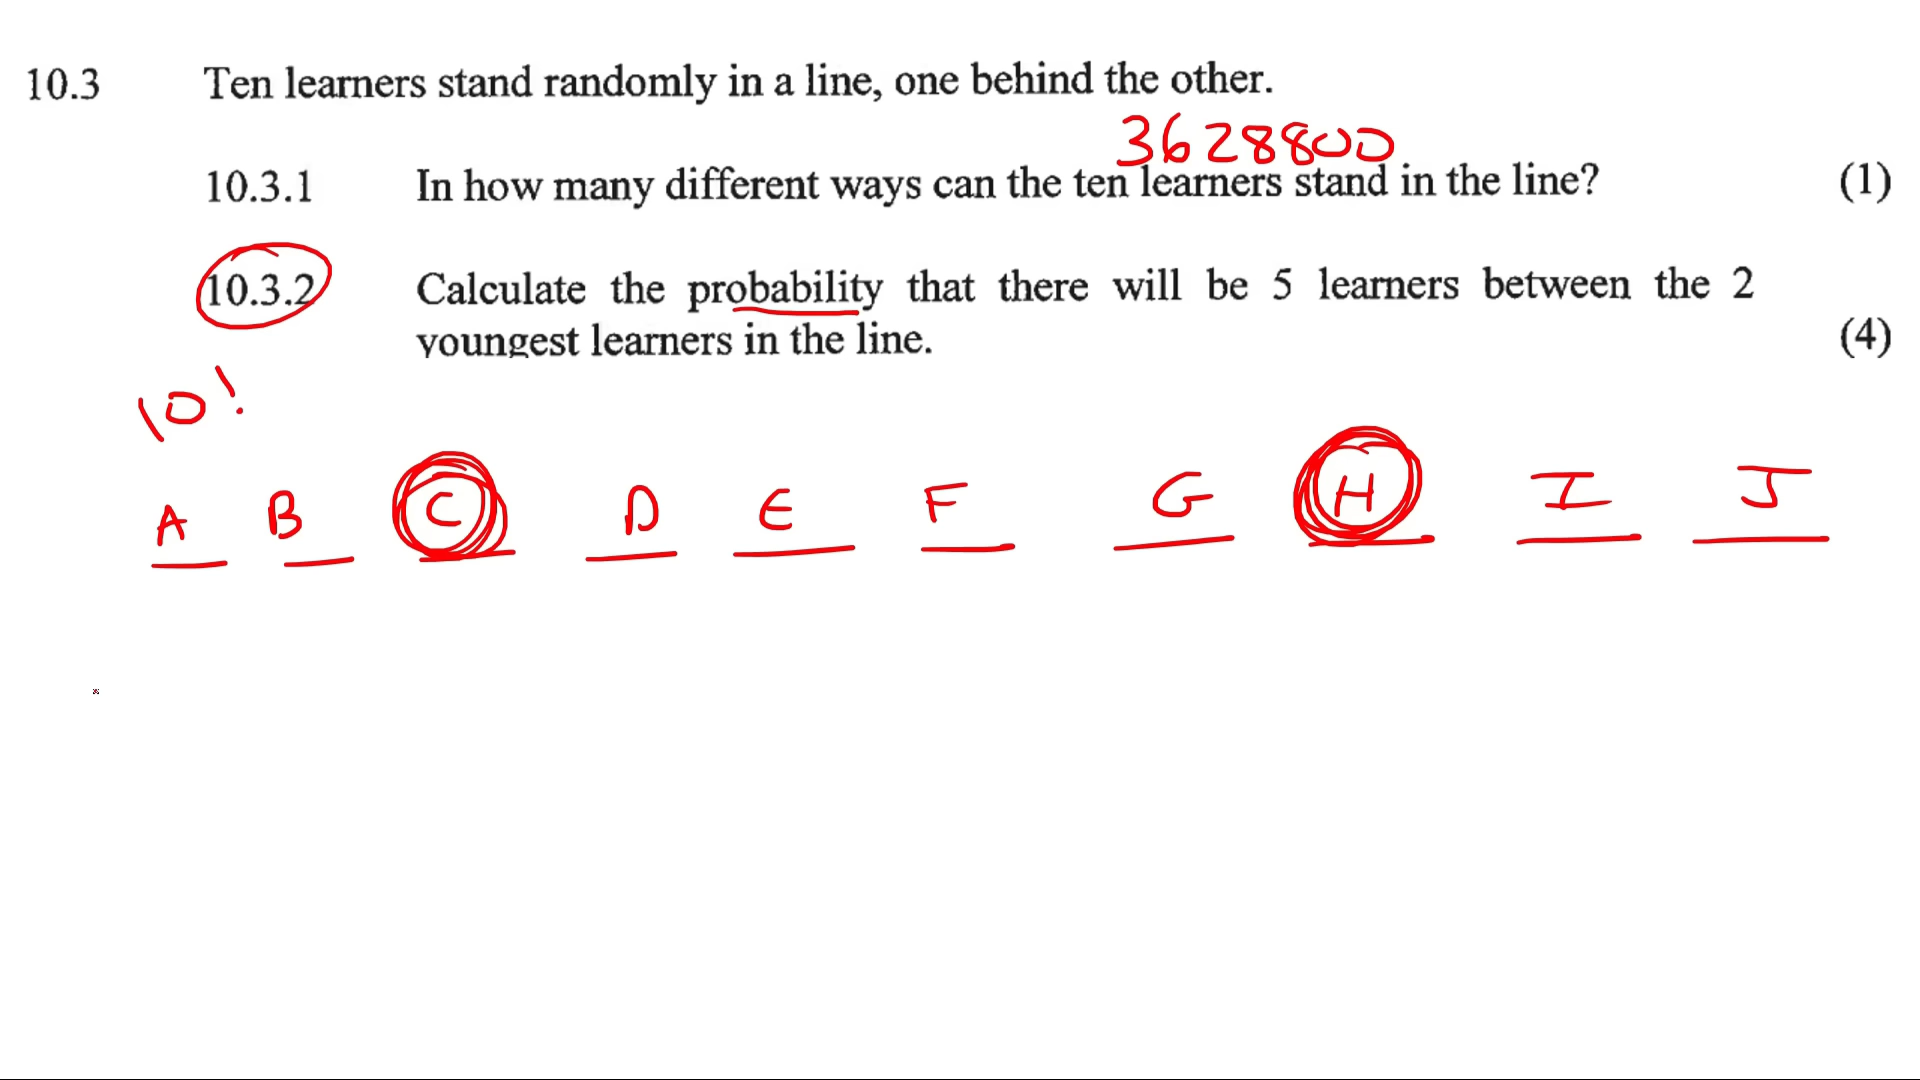 10.3 Ten learners stand randomly in a line, one behind the other.
3628800
10.3.1 In how many different ways can the ten learners stand in the line? (1)
10.3.2 Calculate the probability that there will be 5 learners between the 2
youngest learners in the line. (4)
10!
A B C D E F G H I J